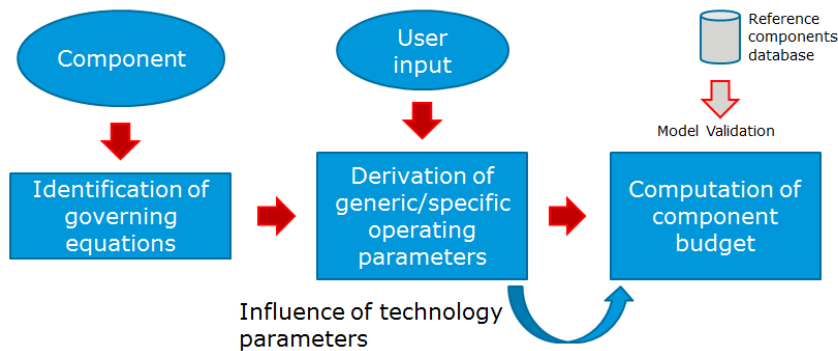 Component
User
input
Reference
components
database
Model Validation
Identification of
governing
equations
Derivation of
generic/specific
operating
parameters
Computation of
component
budget
Influence of technology
parameters